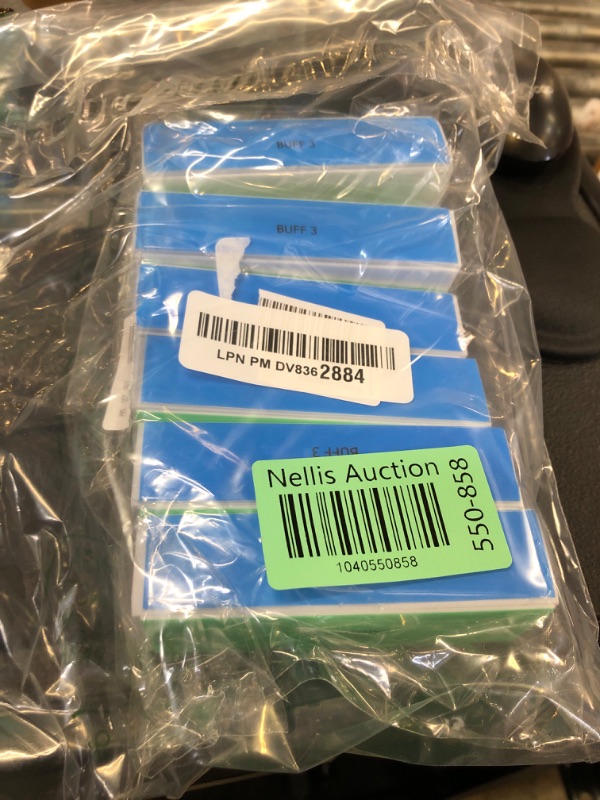 BUFF 3
BUFF 3
LPN PM DV836 2884
BUFF 3
Nellis Auction
550-858
1040550858